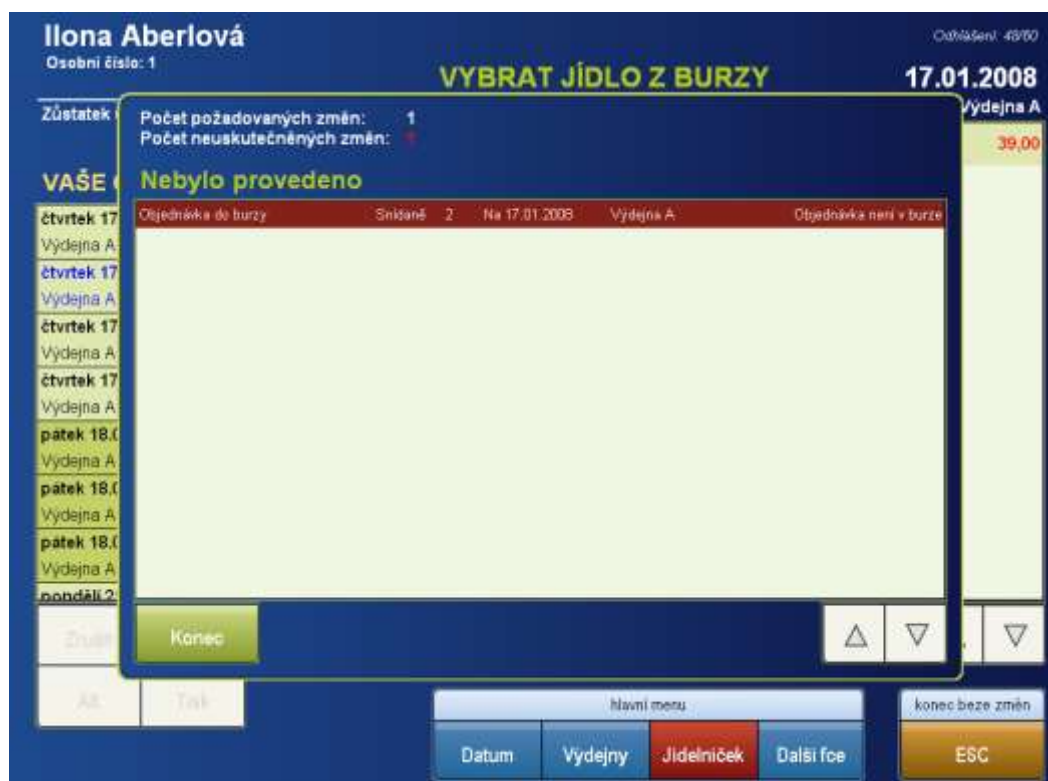 Ilona Aberlová
Osobní číslo: 1
Odhlášení: 48/60
VYBRAT JÍDLO Z BURZY
17.01.2008
Zůstatek
Výdejna A
39,00
Počet požadovaných změn: 1
Počet neuskutečněných změn: 1
Nebylo provedeno
Objednávka do burzy Snídaně 2 Na 17.01.2008 Výdejna A Objednávka není v burze
VAŠE
čtvrtek 17
Výdejna A
čtvrtek 17
Výdejna A
čtvrtek 17
Výdejna A
čtvrtek 17
Výdejna A
pátek 18.0
Výdejna A
pátek 18.0
Výdejna A
pátek 18.0
Výdejna A
pondělí 2
Konec
Tisk
hlavní menu
konec beze změn
Datum Výdejny Jídelníček Další fce ESC